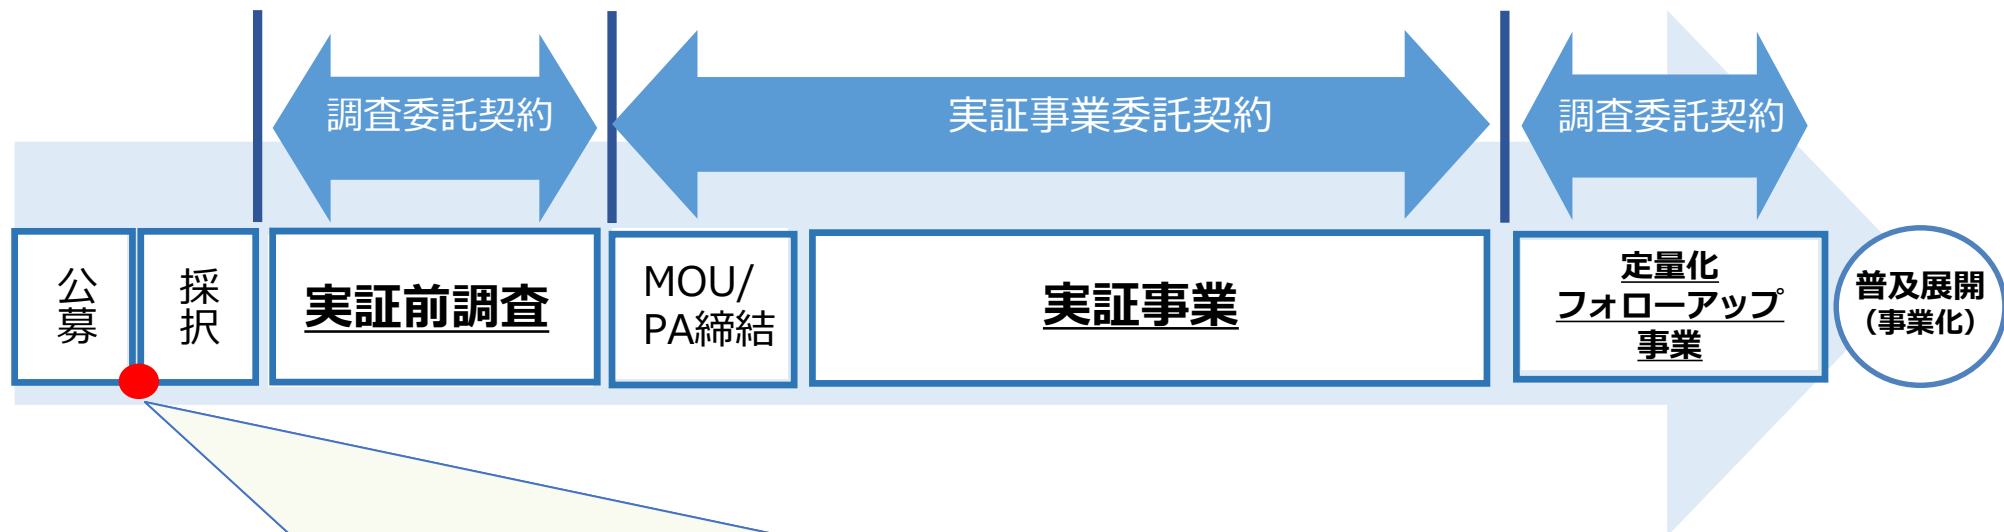 調査委託契約
実証事業委託契約
調査委託契約
公募
採択
実証前調査
MOU/
PA締結
実証事業
定量化
フォローアップ
事業
普及展開
（事業化）